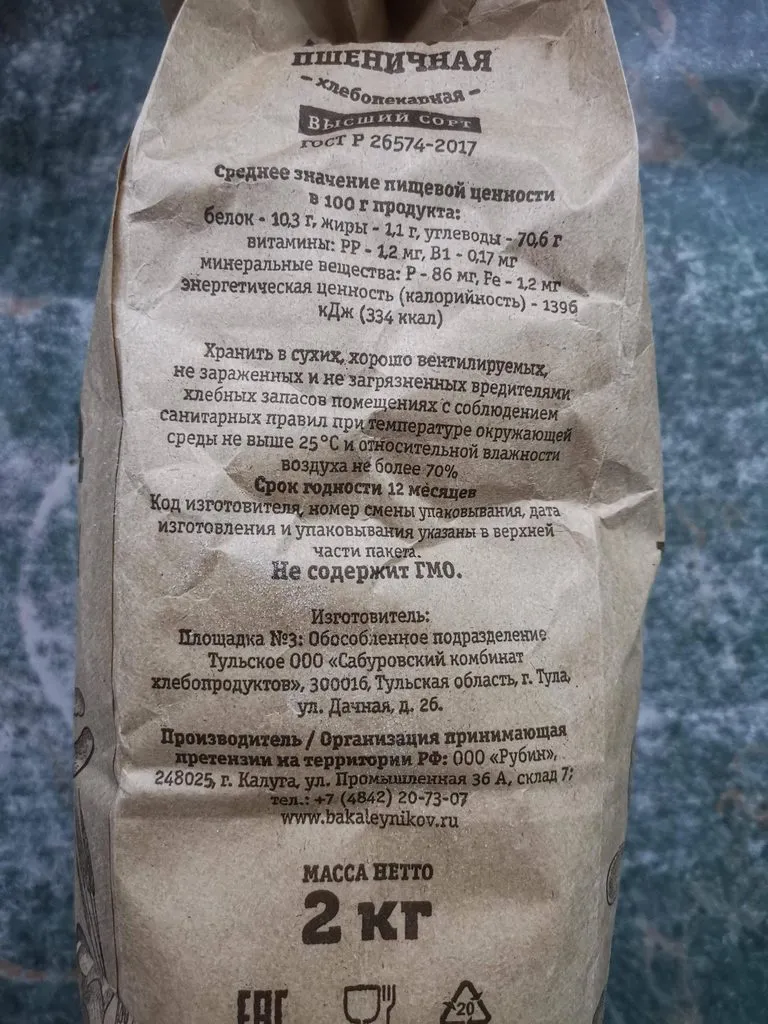 ПШЕНИЧНАЯ
- хлебопекарная -
ВЫСШИЙ СОРТ
ГОСТ Р 26574-2017
Среднее значение пищевой ценности
в 100 г продукта:
белок - 10,3 г, жиры - 1,1 г, углеводы - 70,6 г
витамины: РР - 1,2 мг, В1 - 0,17 мг
минеральные вещества: Р - 86 мг, Fe - 1,2 мг
энергетическая ценность (калорийность) - 1396
кДж (334 ккал)
Хранить в сухих, хорошо вентилируемых,
не зараженных и не загрязненных вредителями
хлебных запасов помещениях с соблюдением
санитарных правил при температуре окружающей
среды не выше 25°С и относительной влажности
воздуха не более 70%
Срок годности 12 месяцев
Код изготовителя, номер смены упаковывания, дата
изготовления и упаковывания указаны в верхней
части пакета.
Не содержит ГМО.
Изготовитель:
Площадка №3: Обособленное подразделение
Тульское ООО «Сабуровский комбинат
хлебопродуктов», 300016, Тульская область, г. Тула,
ул. Дачная, д. 2б.
Производитель / Организация принимающая
претензии на территории РФ: ООО «Рубин»,
248025, г. Калуга, ул. Промышленная 36 А, склад 7;
тел.: +7 (4842) 20-73-07
www.bakaleynikov.ru
МАССА НЕТТО
2 кг
ЕАС
20